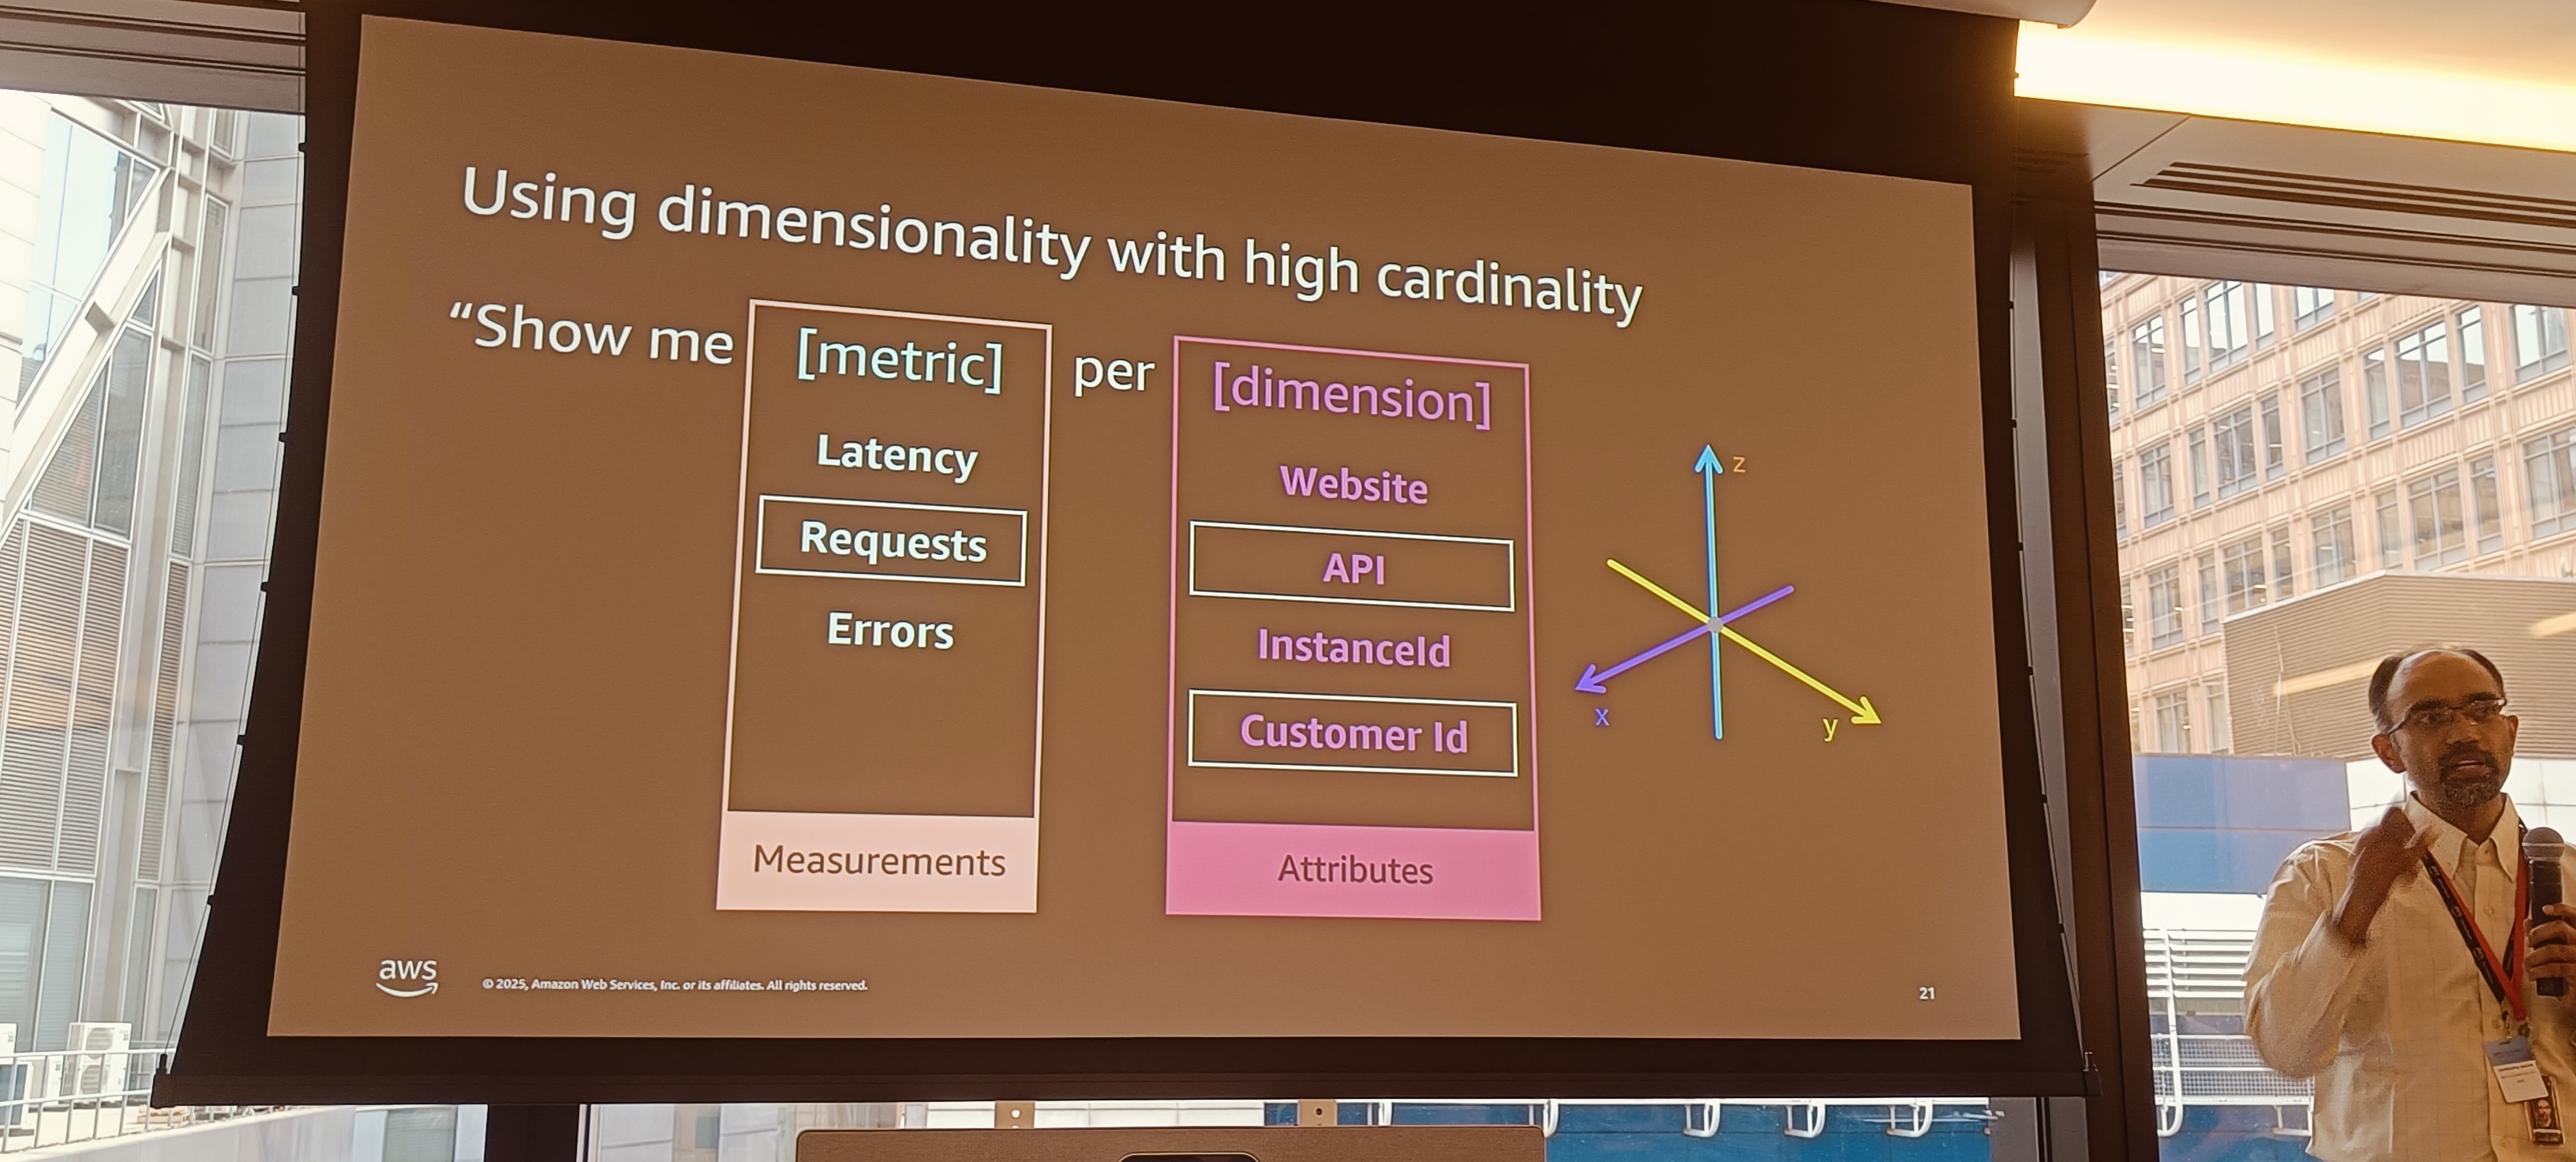 Using dimensionality with high cardinality
“Show me [metric] per [dimension]
Latency
Requests
Errors
Measurements
Website
API
InstanceId
Customer Id
Attributes
z
x
y
aws
© 2025, Amazon Web Services, Inc. or its affiliates. All rights reserved.
21